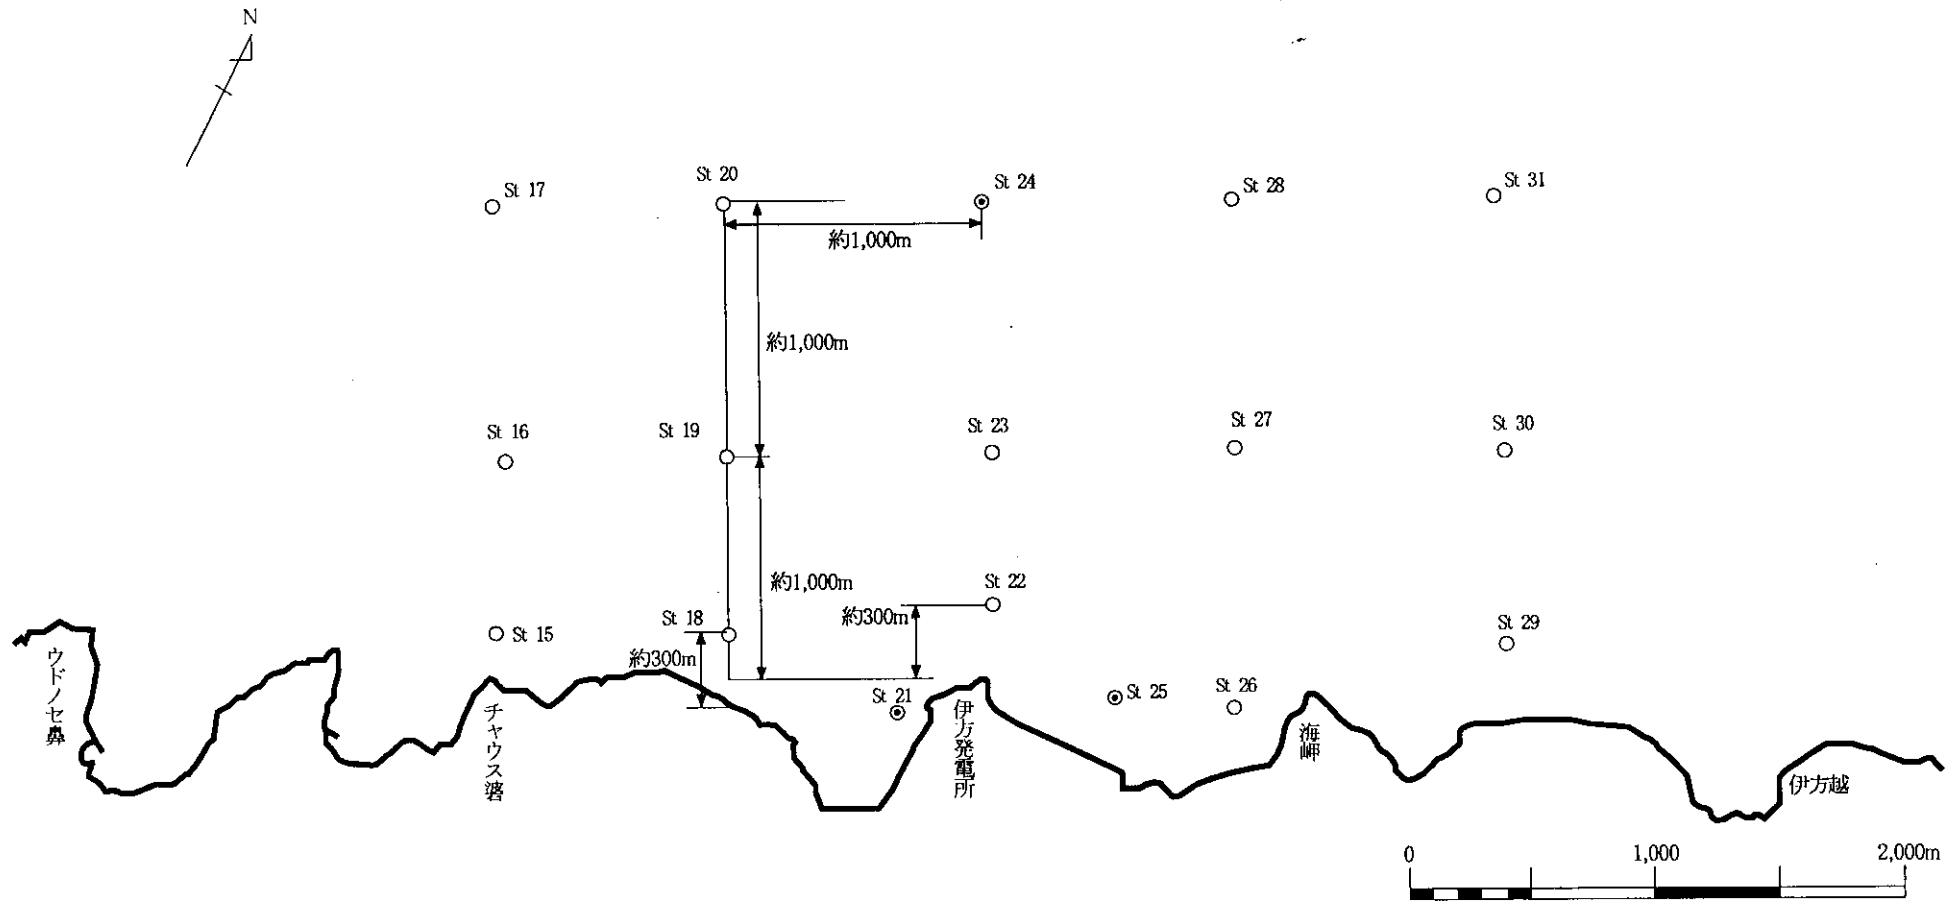 N
St 17
St 20
St 24
St 28
St 31
約1,000m
約1,000m
St 16
St 19
St 23
St 27
St 30
約1,000m
St 22
約300m
St 15
St 18
約300m
St 29
St 21
St 25
St 26
ウドノセ鼻
チャウス碆
伊方発電所
海岬
伊方越
0
1,000
2,000m